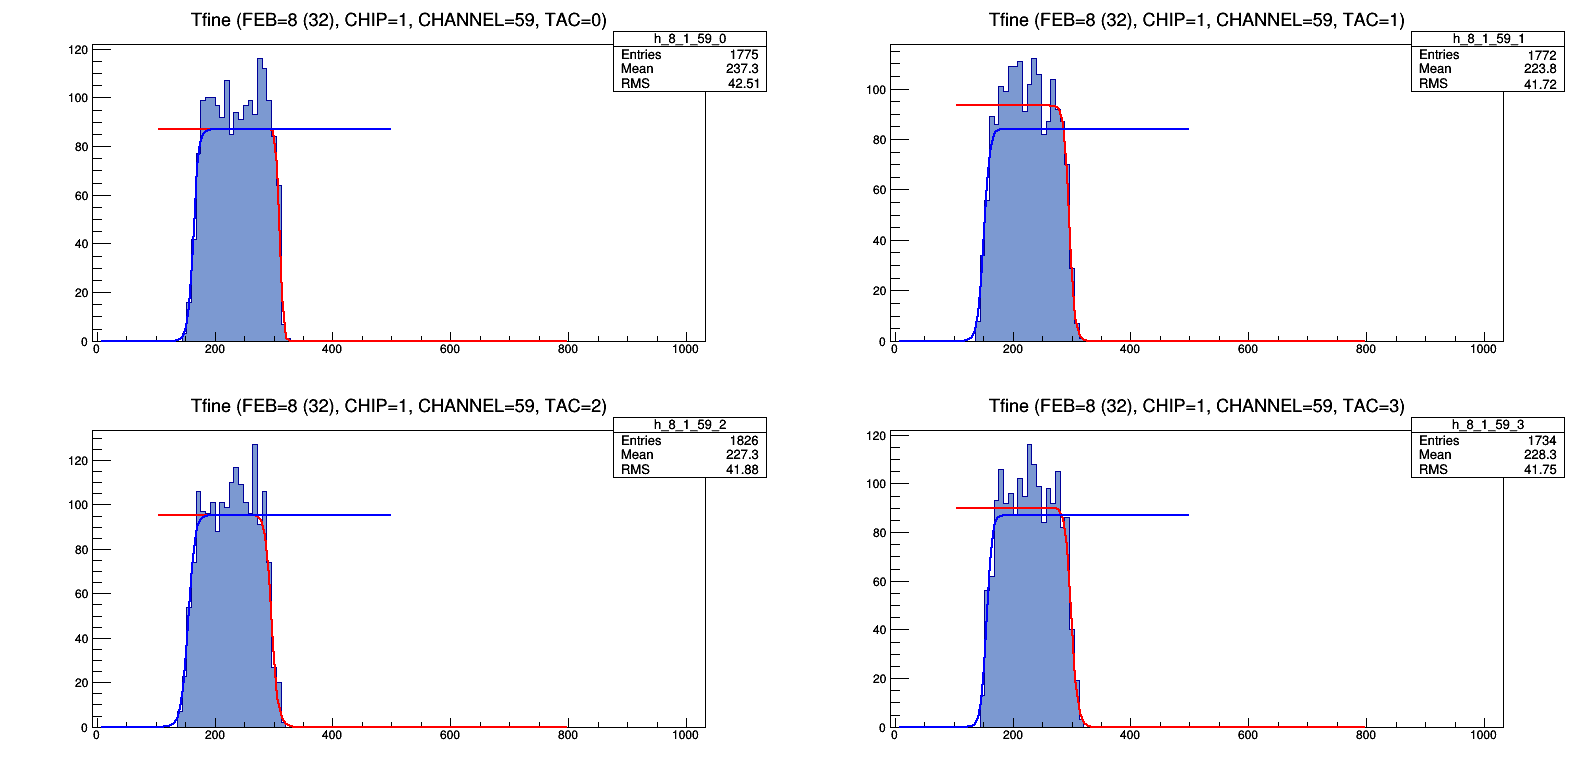 Tfine (FEB=8 (32), CHIP=1, CHANNEL=59, TAC=0)
h_8_1_59_0
Entries 1775
Mean 237.3
RMS 42.51
120
100
80
60
40
20
0
0 200 400 600 800 1000
Tfine (FEB=8 (32), CHIP=1, CHANNEL=59, TAC=1)
h_8_1_59_1
Entries 1772
Mean 223.8
RMS 41.72
100
80
60
40
20
0
0 200 400 600 800 1000
Tfine (FEB=8 (32), CHIP=1, CHANNEL=59, TAC=2)
h_8_1_59_2
Entries 1826
Mean 227.3
RMS 41.88
120
100
80
60
40
20
0
0 200 400 600 800 1000
Tfine (FEB=8 (32), CHIP=1, CHANNEL=59, TAC=3)
h_8_1_59_3
Entries 1734
Mean 228.3
RMS 41.75
120
100
80
60
40
20
0
0 200 400 600 800 1000